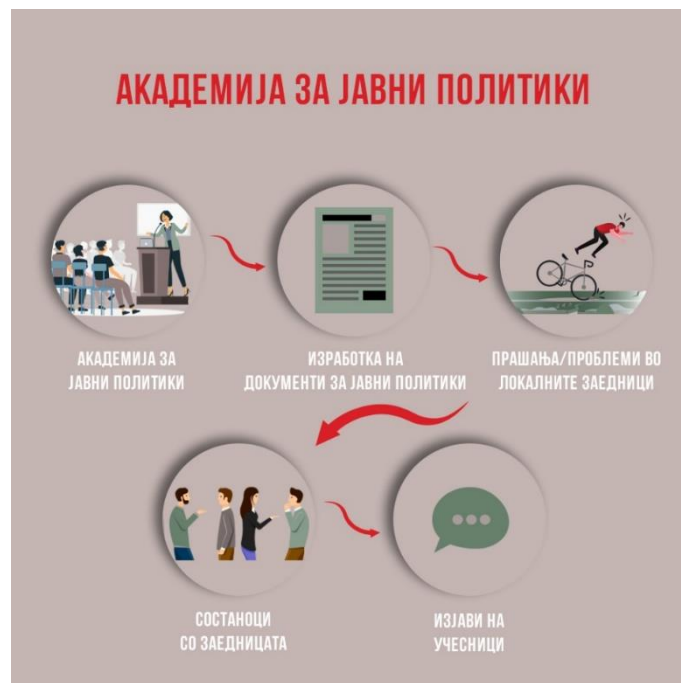 АКАДЕМИЈА ЗА ЈАВНИ ПОЛИТИКИ
АКАДЕМИЈА ЗА
ЈАВНИ ПОЛИТИКИ
ИЗРАБОТКА НА
ДОКУМЕНТИ ЗА ЈАВНИ ПОЛИТИКИ
ПРАШАЊА/ПРОБЛЕМИ ВО
ЛОКАЛНИТЕ ЗАЕДНИЦИ
СОСТАНОЦИ
СО ЗАЕДНИЦАТА
ИЗЈАВИ НА
УЧЕСНИЦИ